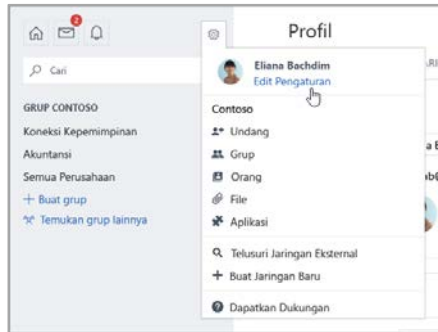 2
Profil
Cari
Eliana Bachdim
Edit Pengaturan
GRUP CONTOSO
Koneksi Kepemimpinan
Akuntansi
Semua Perusahaan
+ Buat grup
Temukan grup lainnya
Contoso
Undang
Grup
Orang
File
Aplikasi
Telusuri Jaringan Eksternal
+ Buat Jaringan Baru
Dapatkan Dukungan